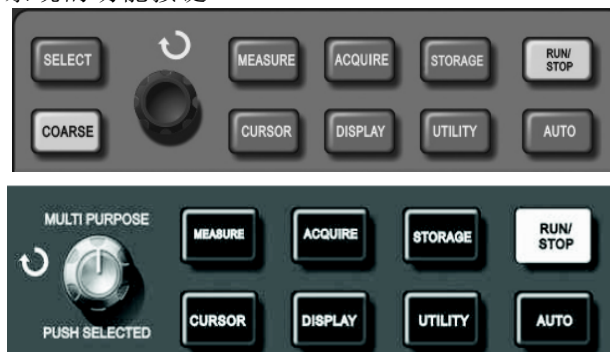 SELECT MEASURE ACQUIRE STORAGE RUN/
STOP
COARSE CURSOR DISPLAY UTILITY AUTO
MULTI PURPOSE
MEASURE ACQUIRE STORAGE RUN/
STOP
PUSH SELECTED
CURSOR DISPLAY UTILITY AUTO